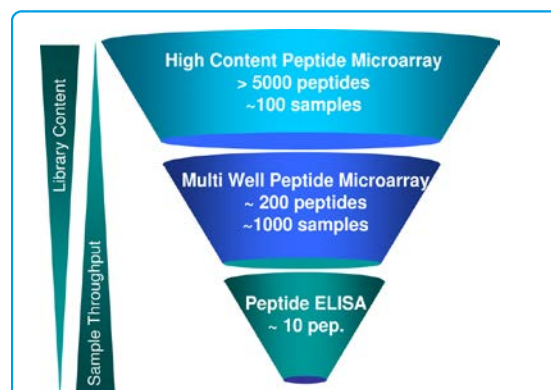 High Content Peptide Microarray
> 5000 peptides
~100 samples
Multi Well Peptide Microarray
~ 200 peptides
~1000 samples
Peptide ELISA
~ 10 pep.
Library Content
Sample Throughput